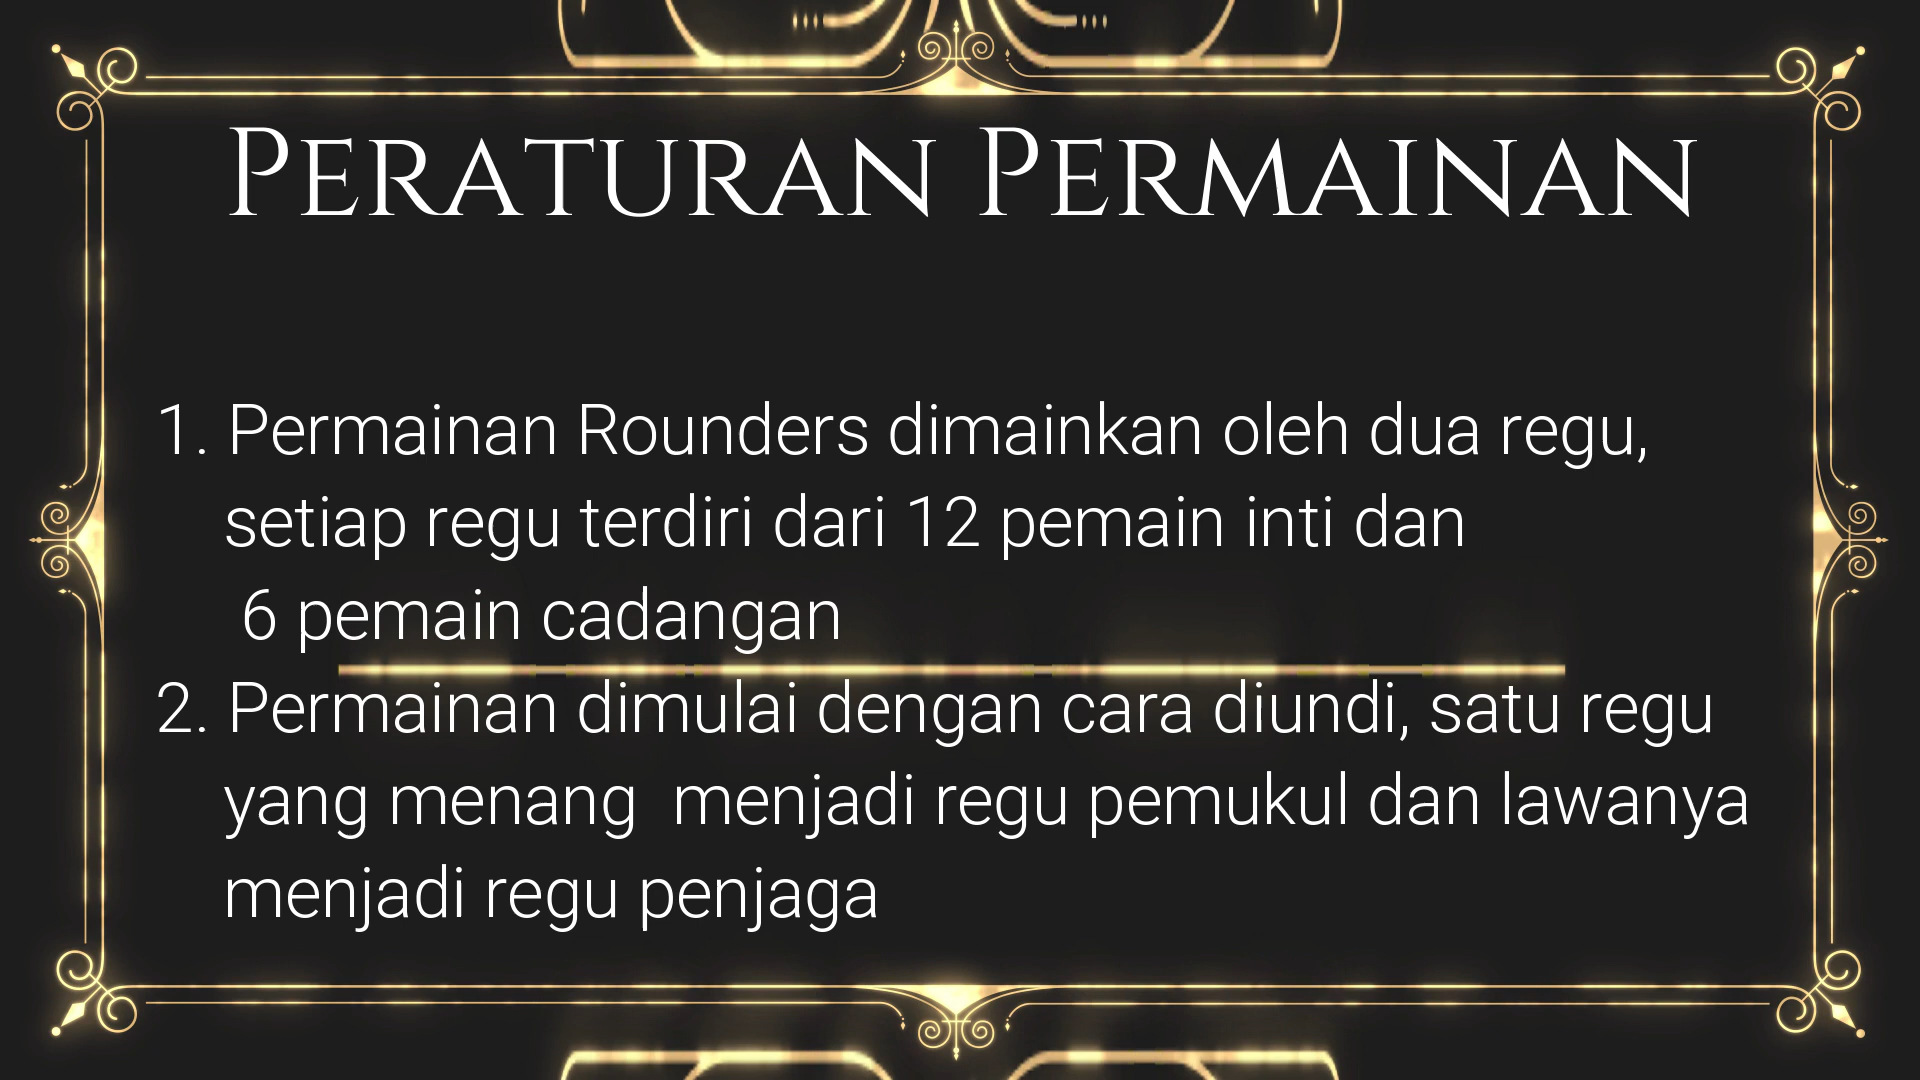 Peraturan Permainan
1. Permainan Rounders dimainkan oleh dua regu,
setiap regu terdiri dari 12 pemain inti dan
6 pemain cadangan
2. Permainan dimulai dengan cara diundi, satu regu
yang menang  menjadi regu pemukul dan lawanya
menjadi regu penjaga